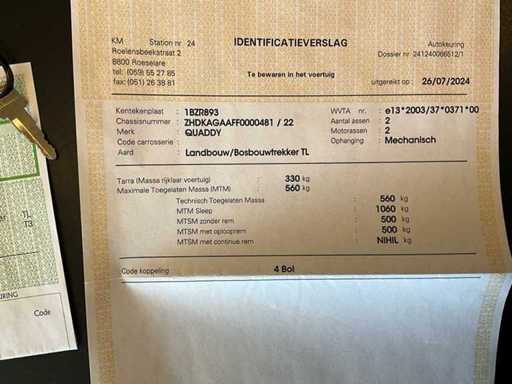 KM Station nr 24 IDENTIFICATIEVERSLAG Autokeuring
Roelensbeekstraat 2
8800 Roeselare Dossier nr 241240066512/1
tel: (059) 55 27 85 Te bewaren in het voertuig
fax: (051) 26 38 81 uitgereikt op : 26/07/2024
Kentekenplaat : 1BZR893 WVTA nr. : e13*2003/37*0371*00
Chassisnummer : ZHDKAGAAFF0000481 / 22 Aantal assen : 2
Merk : QUADDY Motorassen : 2
Code carrosserie : Ophanging : Mechanisch
Aard : Landbouw/Bosbouwtrekker TL
Tarra (Massa rijklaar voertuig) : 330 kg
Maximale Toegelaten Massa (MTM) : 560 kg
Technisch Toegelaten Massa : 560 kg
MTM Sleep : 1060 kg
MTSM zonder rem : 500 kg
MTSM met oplooprem : 500 kg
MTSM met continue rem : NIHIL kg
Code koppeling 4 Bol
TL
T3
Code